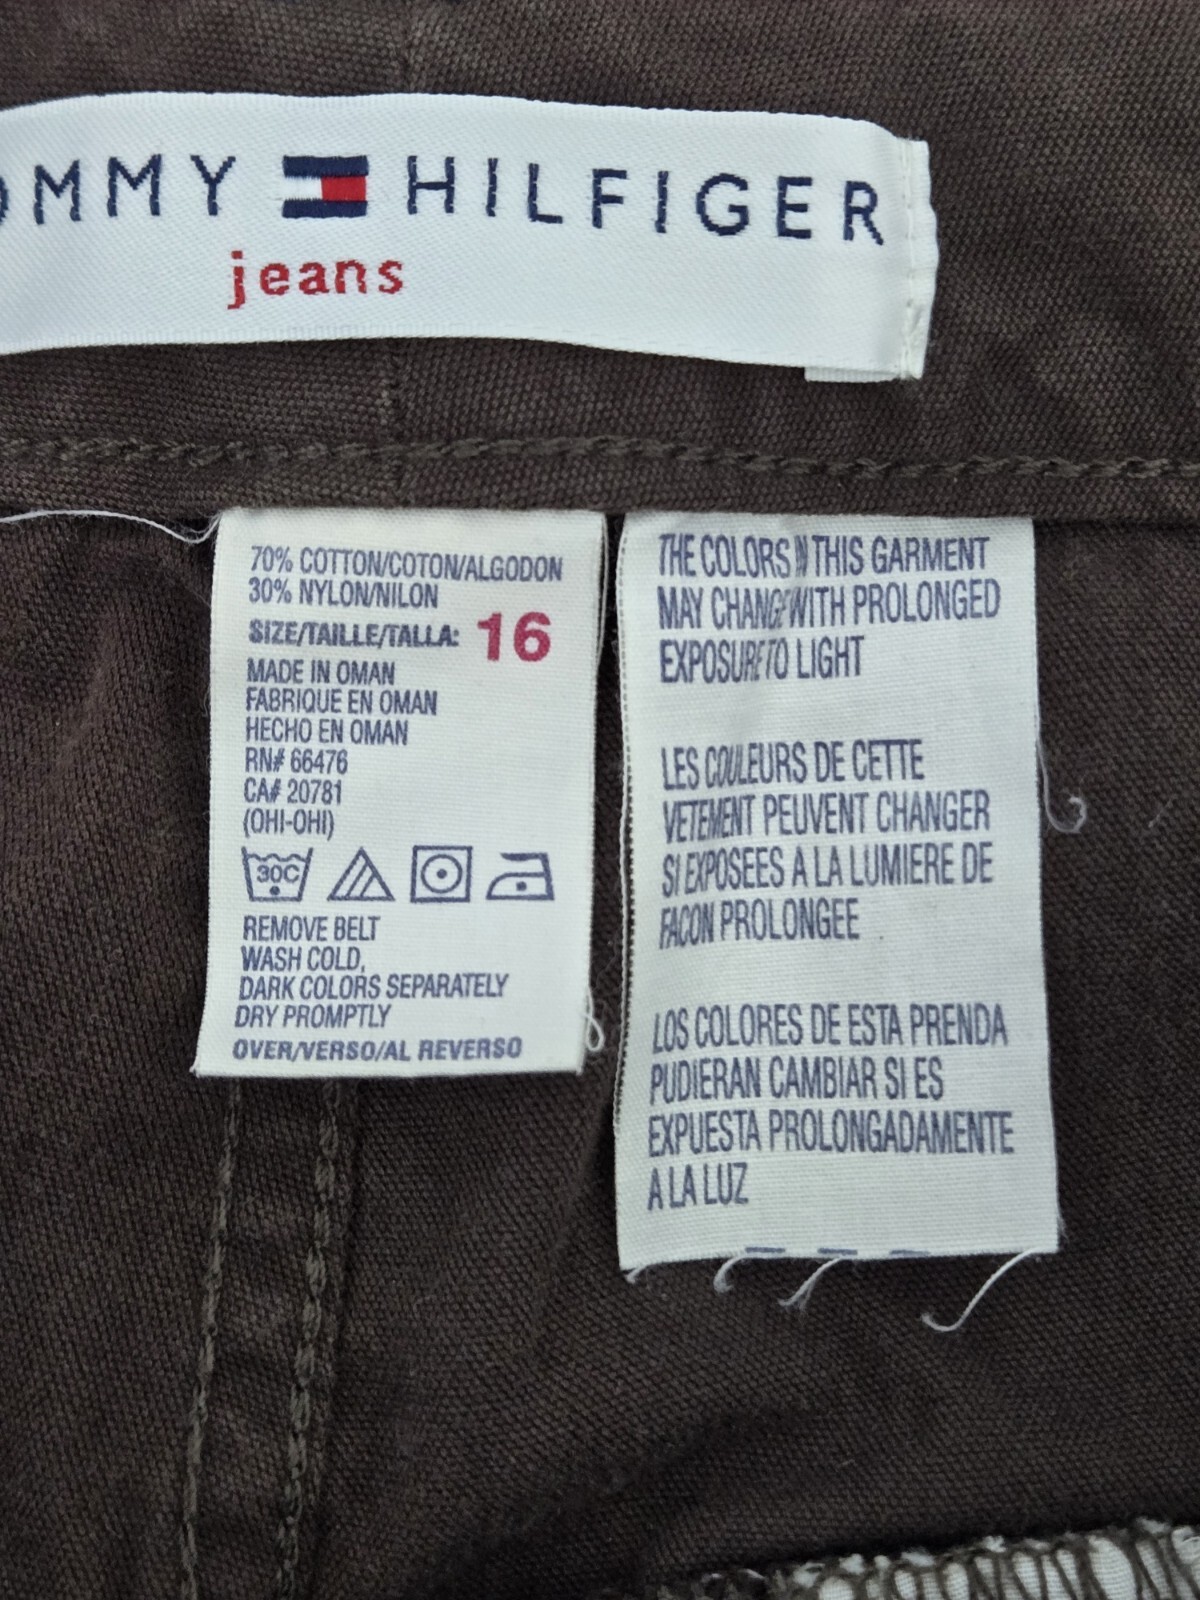 OMMY HILFIGER
jeans
70% COTTON/COTON/ALGODON
30% NYLON/NILON
SIZE/TAILLE/TALLA: 16
MADE IN OMAN
FABRIQUE EN OMAN
HECHO EN OMAN
RN# 66476
CA# 20781
(OHI-OHI)
30C
REMOVE BELT
WASH COLD,
DARK COLORS SEPARATELY
DRY PROMPTLY
OVER/VERSO/AL REVERSO
THE COLORS IN THIS GARMENT
MAY CHANGE WITH PROLONGED
EXPOSURE TO LIGHT
LES COULEURS DE CETTE
VETEMENT PEUVENT CHANGER
SI EXPOSEES A LA LUMIERE DE
FACON PROLONGEE
LOS COLORES DE ESTA PRENDA
PUDIERAN CAMBIAR SI ES
EXPUESTA PROLONGADAMENTE
A LA LUZ